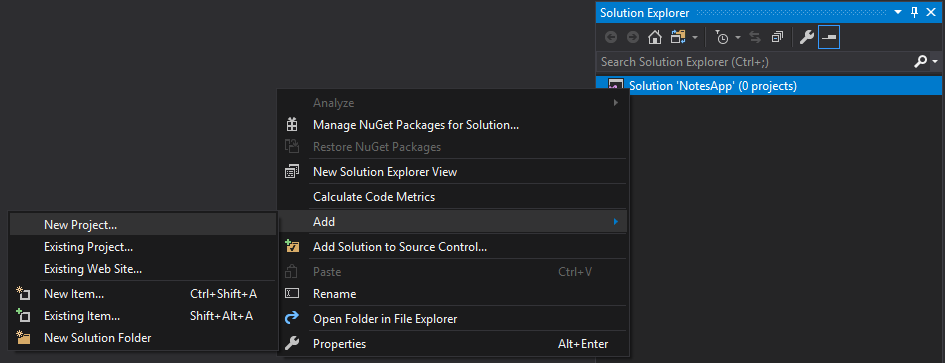 Solution Explorer
Search Solution Explorer (Ctrl+;)
Solution 'NotesApp' (0 projects)
Analyze
Manage NuGet Packages for Solution...
Restore NuGet Packages
New Solution Explorer View
Calculate Code Metrics
Add
Add Solution to Source Control...
Paste Ctrl+V
Rename
Open Folder in File Explorer
Properties Alt+Enter
New Project...
Existing Project...
Existing Web Site...
New Item... Ctrl+Shift+A
Existing Item... Shift+Alt+A
New Solution Folder